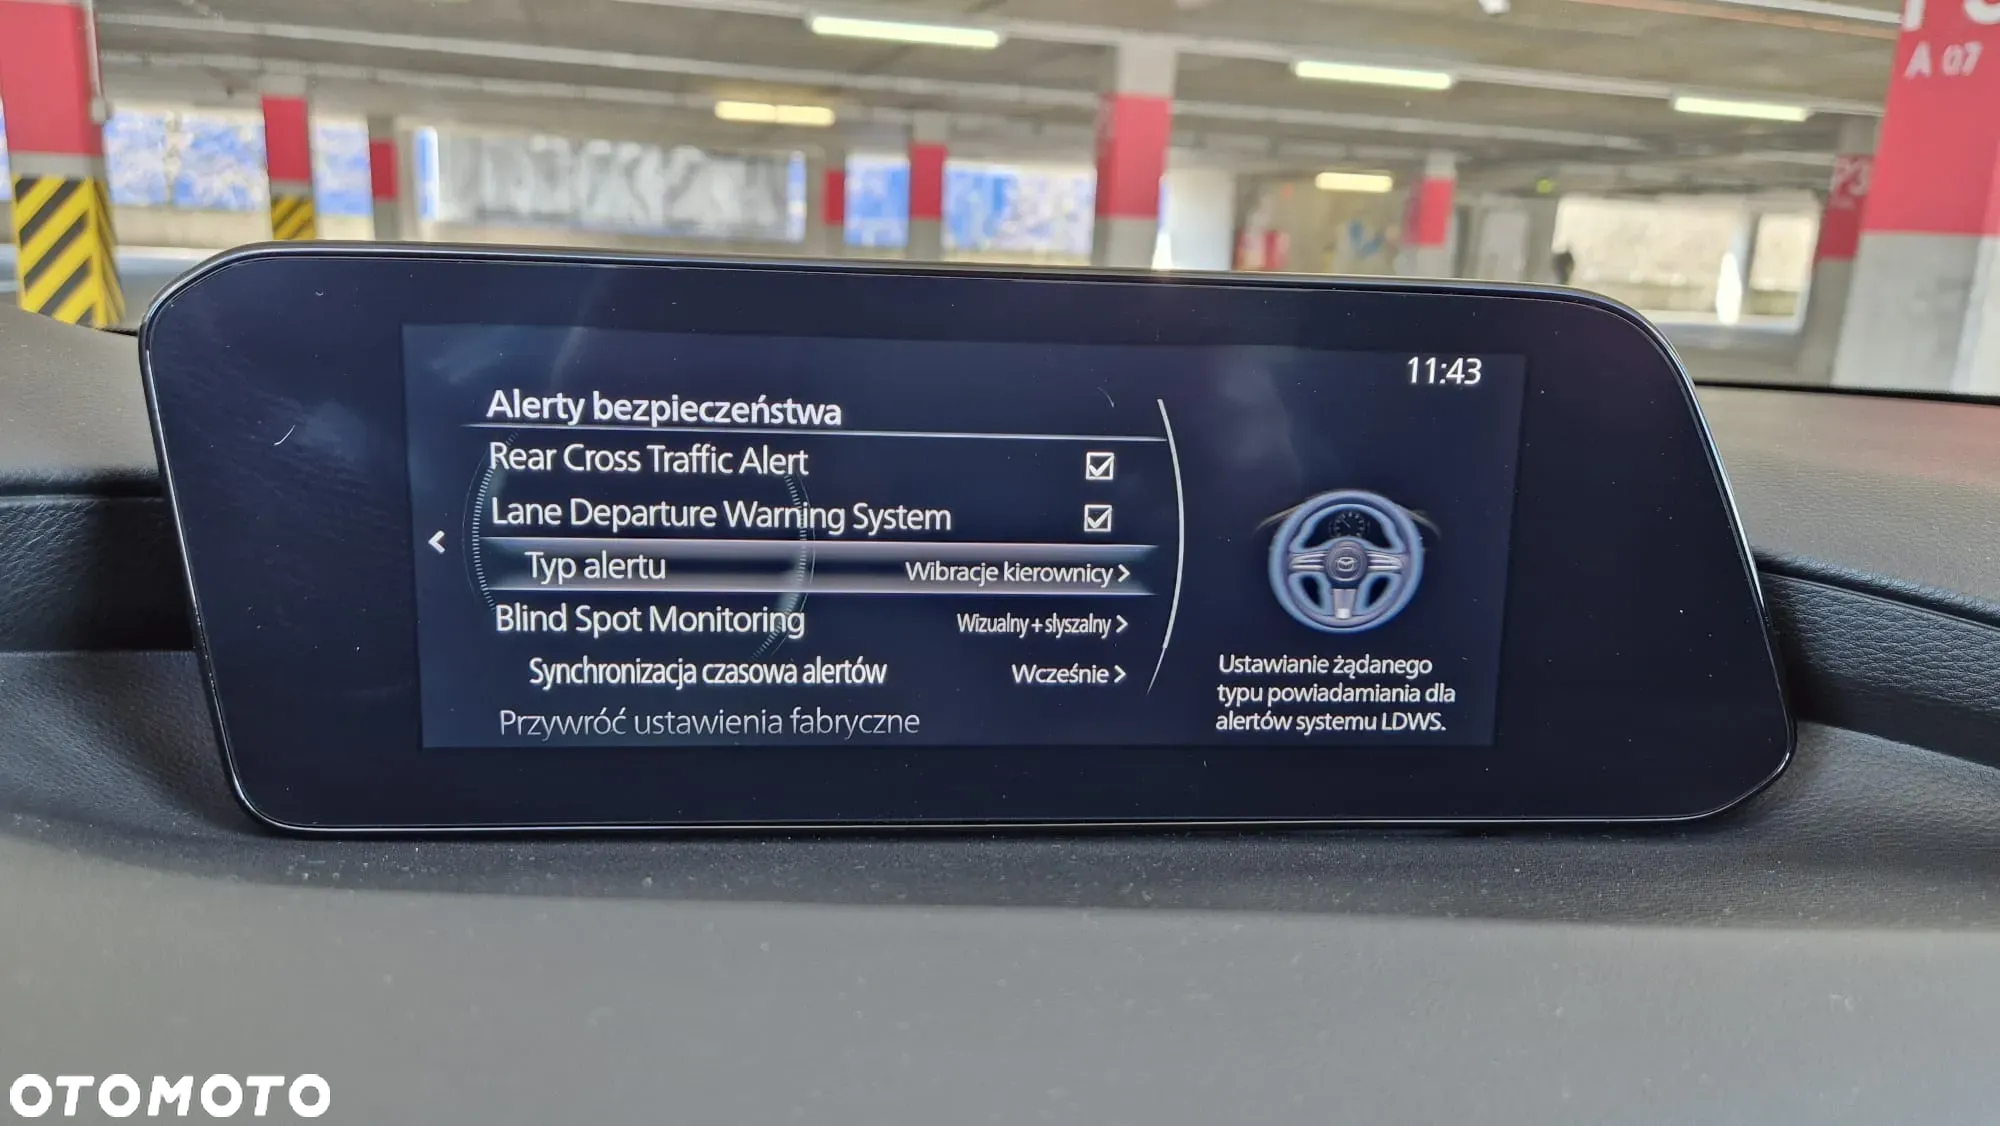 A 07
P3
11:43
Alerty bezpieczeństwa
Rear Cross Traffic Alert
Lane Departure Warning System
Typ alertu Wibracje kierownicy >
Blind Spot Monitoring Wizualny + słyszalny >
Synchronizacja czasowa alertów Wcześnie >
Przywróć ustawienia fabryczne
Ustawianie żądanego
typu powiadamiania dla
alertów systemu LDWS.
OTOMOTO